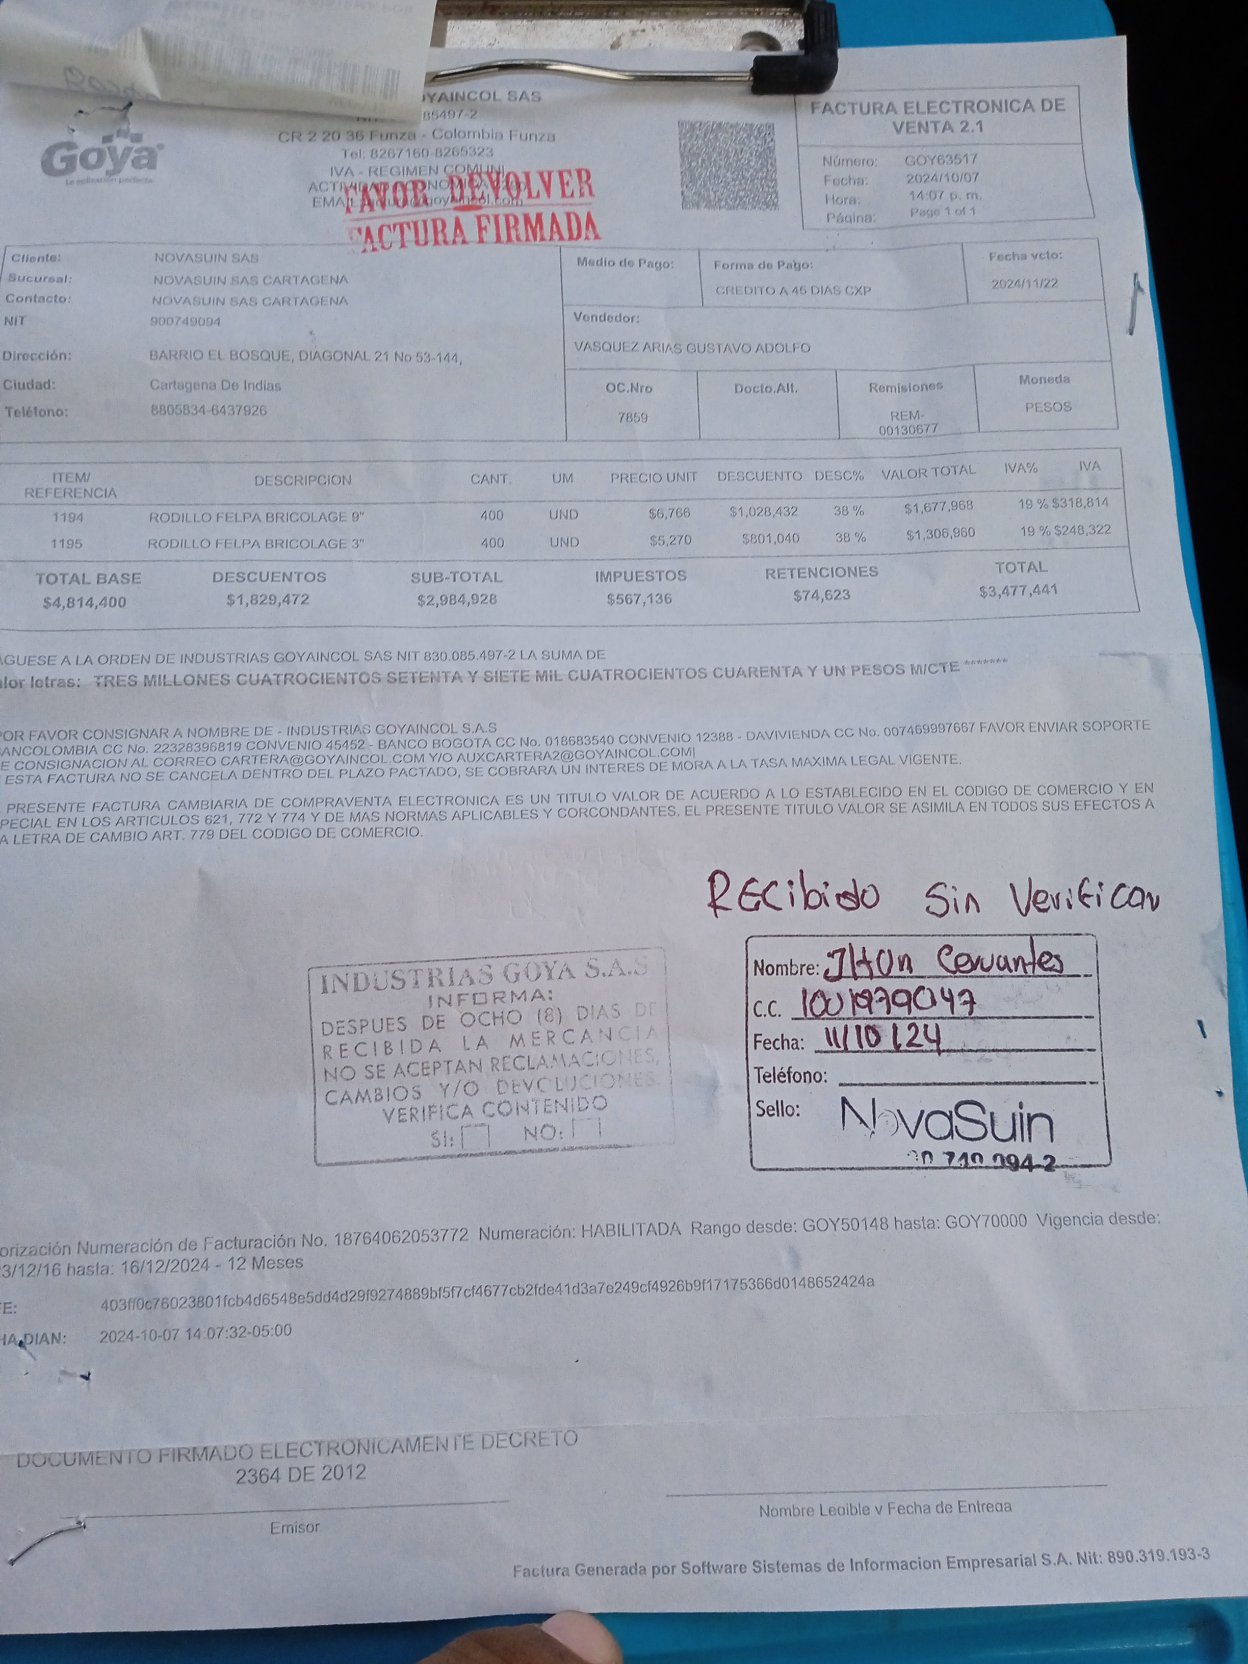 Goya
YAINCOL SAS
85497-2
CR 2 20 36 Funza - Colombia Funza
Tel: 8267160-8265323
IVA - REGIMEN COMUN
FAVOR DEVOLVER
FACTURA FIRMADA
FACTURA ELECTRONICA DE
VENTA 2.1
Número: GOY63517
Fecha: 2024/10/07
Hora: 14:07 p. m.
Página: Page 1 of 1
Cliente: NOVASUIN SAS
Sucursal: NOVASUIN SAS CARTAGENA
Contacto: NOVASUIN SAS CARTAGENA
NIT 900749094
Dirección: BARRIO EL BOSQUE, DIAGONAL 21 No 53-144,
Ciudad: Cartagena De Indias
Teléfono: 8805834-6437926
Medio de Pago: Forma de Pago: Fecha vcto:
CREDITO A 45 DIAS CXP 2024/11/22
Vendedor:
VASQUEZ ARIAS GUSTAVO ADOLFO
OC.Nro Docto.Alt. Remisiones Moneda
7859 REM-00130677 PESOS
ITEM/REFERENCIA DESCRIPCION CANT. UM PRECIO UNIT DESCUENTO DESC% VALOR TOTAL IVA% IVA
1194 RODILLO FELPA BRICOLAGE 9" 400 UND $6,766 $1,028,432 38 % $1,677,968 19 % $318,814
1195 RODILLO FELPA BRICOLAGE 3" 400 UND $5,270 $801,040 38 % $1,306,960 19 % $248,322
TOTAL BASE DESCUENTOS SUB-TOTAL IMPUESTOS RETENCIONES TOTAL
$4,814,400 $1,829,472 $2,984,928 $567,136 $74,623 $3,477,441
AGUESE A LA ORDEN DE INDUSTRIAS GOYAINCOL SAS NIT 830.085.497-2 LA SUMA DE
lor letras: TRES MILLONES CUATROCIENTOS SETENTA Y SIETE MIL CUATROCIENTOS CUARENTA Y UN PESOS M/CTE *******
POR FAVOR CONSIGNAR A NOMBRE DE - INDUSTRIAS GOYAINCOL S.A.S
ANCOLOMBIA CC No. 22328396819 CONVENIO 45452 - BANCO BOGOTA CC No. 018683540 CONVENIO 12388 - DAVIVIENDA CC No. 007469997667 FAVOR ENVIAR SOPORTE
E CONSIGNACION AL CORREO CARTERA@GOYAINCOL.COM Y/O AUXCARTERA2@GOYAINCOL.COM|
ESTA FACTURA NO SE CANCELA DENTRO DEL PLAZO PACTADO, SE COBRARA UN INTERES DE MORA A LA TASA MAXIMA LEGAL VIGENTE.
PRESENTE FACTURA CAMBIARIA DE COMPRAVENTA ELECTRONICA ES UN TITULO VALOR DE ACUERDO A LO ESTABLECIDO EN EL CODIGO DE COMERCIO Y EN
PECIAL EN LOS ARTICULOS 621, 772 Y 774 Y DE MAS NORMAS APLICABLES Y CORCONDANTES. EL PRESENTE TITULO VALOR SE ASIMILA EN TODOS SUS EFECTOS A
A LETRA DE CAMBIO ART. 779 DEL CODIGO DE COMERCIO.
RECibido Sin Verificar
INDUSTRIAS GOYA S.A.S
INFORMA:
DESPUES DE OCHO (8) DIAS DE
RECIBIDA LA MERCANCIA
NO SE ACEPTAN RECLAMACIONES,
CAMBIOS Y/O DEVOLUCIONES.
VERIFICA CONTENIDO
SI: NO:
Nombre: JHON Cervantes
C.C. 1001979047
Fecha: 11/10/24
Teléfono:
Sello: NovaSuin
740 094-2
orización Numeración de Facturación No. 18764062053772 Numeración: HABILITADA Rango desde: GOY50148 hasta: GOY70000 Vigencia desde:
3/12/16 hasta: 16/12/2024 - 12 Meses
E: 403ff0c76023801fcb4d6548e5dd4d29f9274889bf5f7cf4677cb2fde41d3a7e249cf4926b9f17175366d0148652424a
HA DIAN: 2024-10-07 14:07:32-05:00
DOCUMENTO FIRMADO ELECTRONICAMENTE DECRETO
2364 DE 2012
Emisor
Nombre Legible y Fecha de Entrega
Factura Generada por Software Sistemas de Informacion Empresarial S.A. Nit: 890.319.193-3